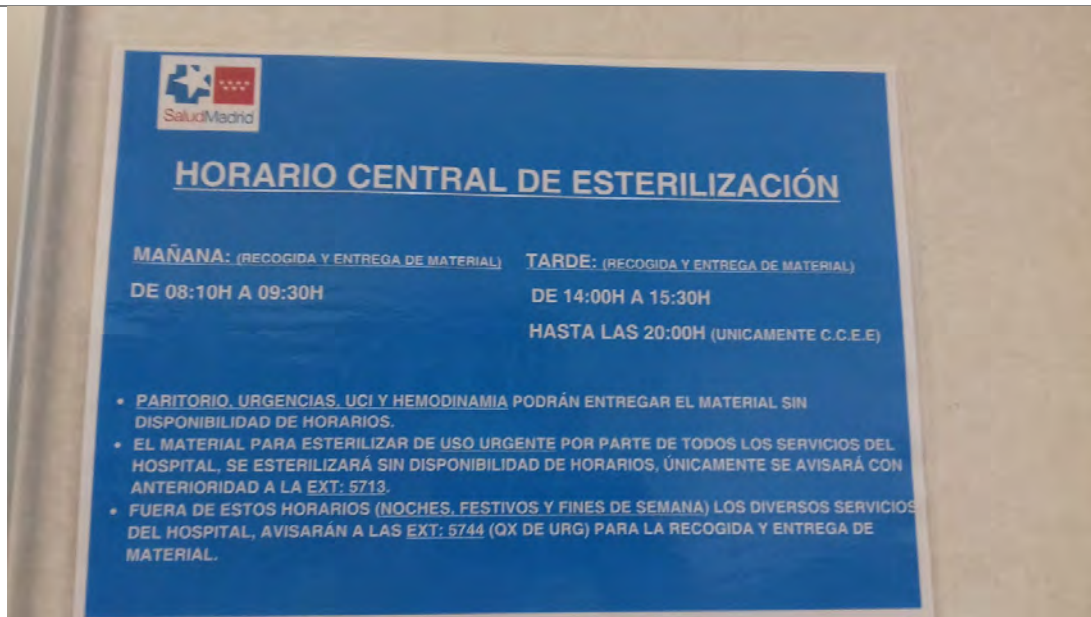 SaludMadrid
HORARIO CENTRAL DE ESTERILIZACIÓN
MAÑANA: (RECOGIDA Y ENTREGA DE MATERIAL)
DE 08:10H A 09:30H
TARDE: (RECOGIDA Y ENTREGA DE MATERIAL)
DE 14:00H A 15:30H
HASTA LAS 20:00H (UNICAMENTE C.C.E.E)
• PARITORIO, URGENCIAS, UCI Y HEMODINAMIA PODRÁN ENTREGAR EL MATERIAL SIN
DISPONIBILIDAD DE HORARIOS.
• EL MATERIAL PARA ESTERILIZAR DE USO URGENTE POR PARTE DE TODOS LOS SERVICIOS DEL
HOSPITAL, SE ESTERILIZARÁ SIN DISPONIBILIDAD DE HORARIOS, ÚNICAMENTE SE AVISARÁ CON
ANTERIORIDAD A LA EXT: 5713.
• FUERA DE ESTOS HORARIOS (NOCHES, FESTIVOS Y FINES DE SEMANA) LOS DIVERSOS SERVICIOS
DEL HOSPITAL, AVISARÁN A LAS EXT: 5744 (QX DE URG) PARA LA RECOGIDA Y ENTREGA DE
MATERIAL.